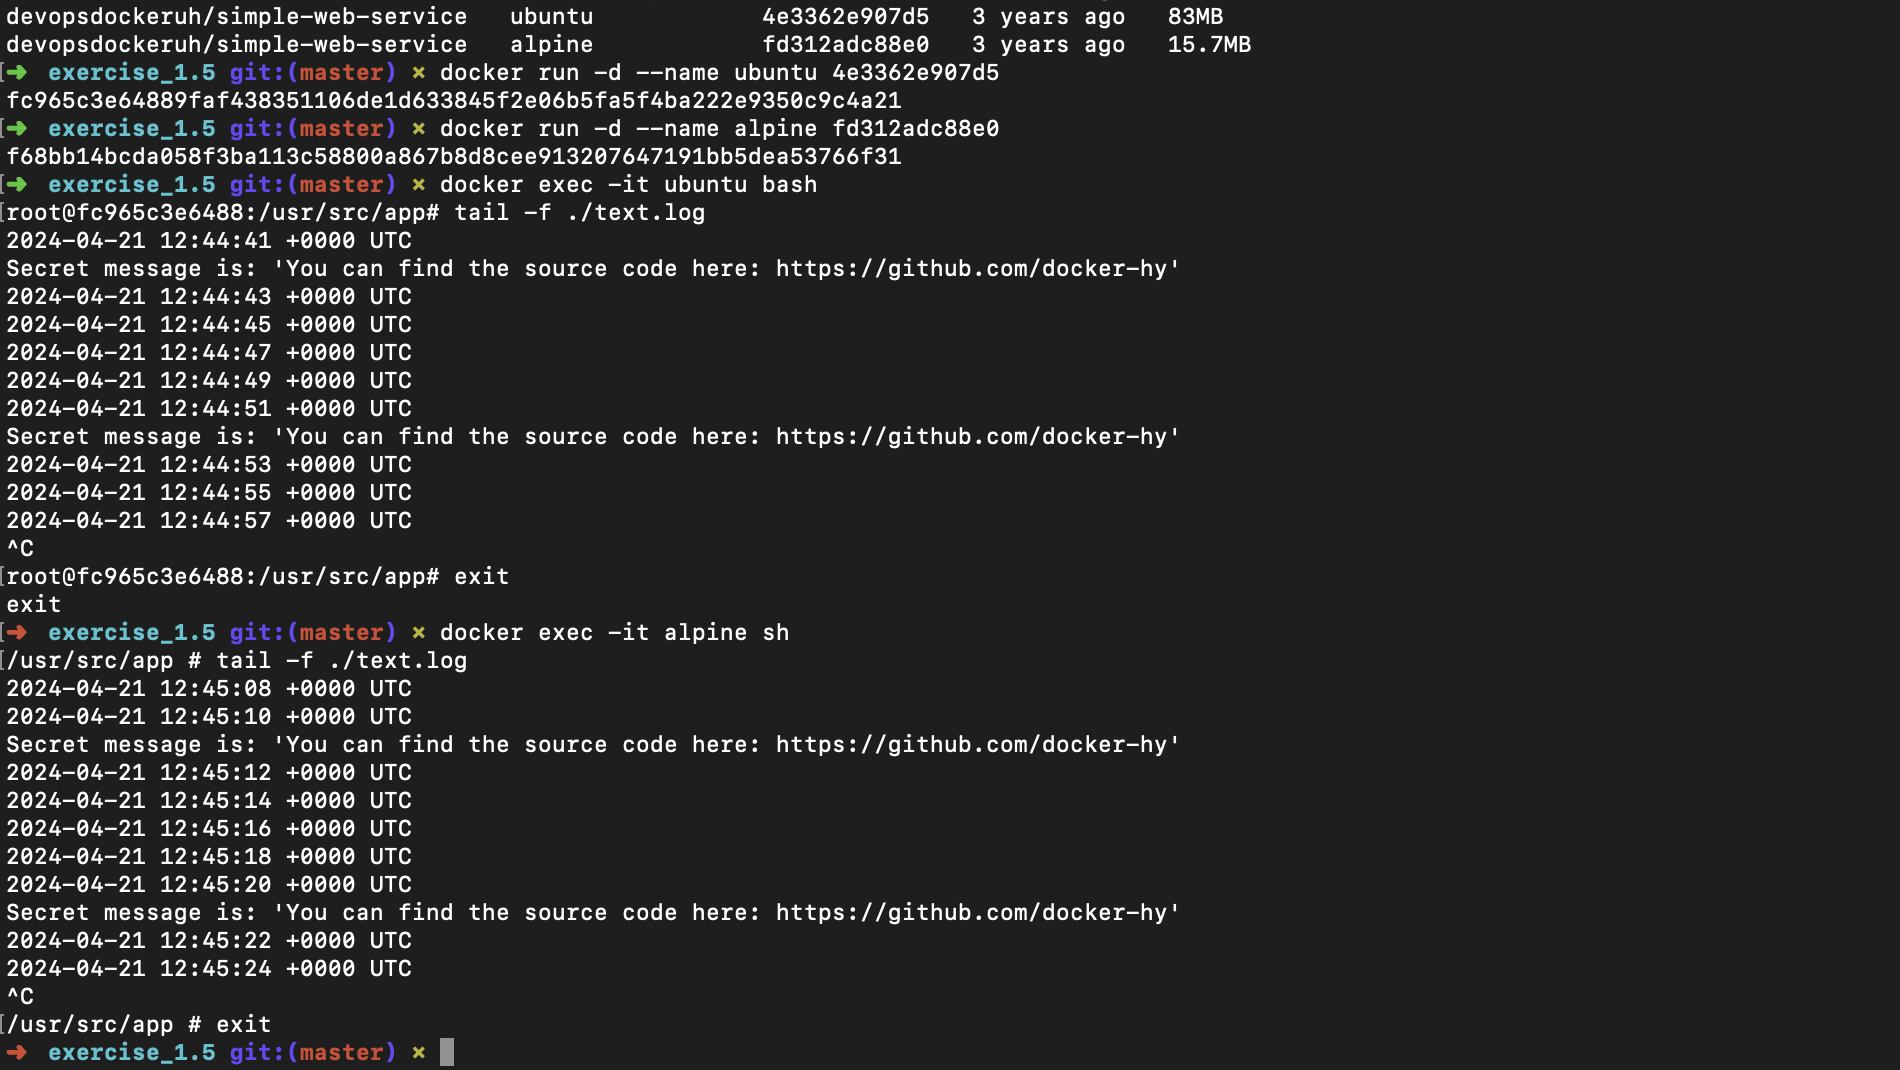 devopsdockeruh/simple-web-service   ubuntu            4e3362e907d5   3 years ago   83MB
devopsdockeruh/simple-web-service   alpine            fd312adc88e0   3 years ago   15.7MB
[➜  exercise_1.5 git:(master) × docker run -d --name ubuntu 4e3362e907d5
fc965c3e64889faf438351106de1d633845f2e06b5fa5f4ba222e9350c9c4a21
[➜  exercise_1.5 git:(master) × docker run -d --name alpine fd312adc88e0
f68bb14bcda058f3ba113c58800a867b8d8cee913207647191bb5dea53766f31
[➜  exercise_1.5 git:(master) × docker exec -it ubuntu bash
[root@fc965c3e6488:/usr/src/app# tail -f ./text.log
2024-04-21 12:44:41 +0000 UTC
Secret message is: 'You can find the source code here: https://github.com/docker-hy'
2024-04-21 12:44:43 +0000 UTC
2024-04-21 12:44:45 +0000 UTC
2024-04-21 12:44:47 +0000 UTC
2024-04-21 12:44:49 +0000 UTC
2024-04-21 12:44:51 +0000 UTC
Secret message is: 'You can find the source code here: https://github.com/docker-hy'
2024-04-21 12:44:53 +0000 UTC
2024-04-21 12:44:55 +0000 UTC
2024-04-21 12:44:57 +0000 UTC
^C
[root@fc965c3e6488:/usr/src/app# exit
exit
[➜  exercise_1.5 git:(master) × docker exec -it alpine sh
[/usr/src/app # tail -f ./text.log
2024-04-21 12:45:08 +0000 UTC
2024-04-21 12:45:10 +0000 UTC
Secret message is: 'You can find the source code here: https://github.com/docker-hy'
2024-04-21 12:45:12 +0000 UTC
2024-04-21 12:45:14 +0000 UTC
2024-04-21 12:45:16 +0000 UTC
2024-04-21 12:45:18 +0000 UTC
2024-04-21 12:45:20 +0000 UTC
Secret message is: 'You can find the source code here: https://github.com/docker-hy'
2024-04-21 12:45:22 +0000 UTC
2024-04-21 12:45:24 +0000 UTC
^C
[/usr/src/app # exit
➜  exercise_1.5 git:(master) ×